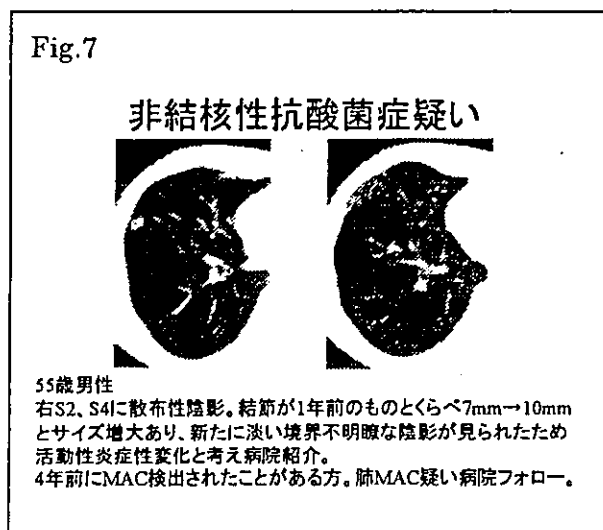 Fig.7
非結核性抗酸菌症疑い
55歳男性
右S2、S4に散布性陰影。結節が1年前のものとくらべ7mm→10mm
とサイズ増大あり、新たに淡い境界不明瞭な陰影が見られたため
活動性炎症性変化と考え病院紹介。
4年前にMAC検出されたことがある方。肺MAC疑い病院フォロー。